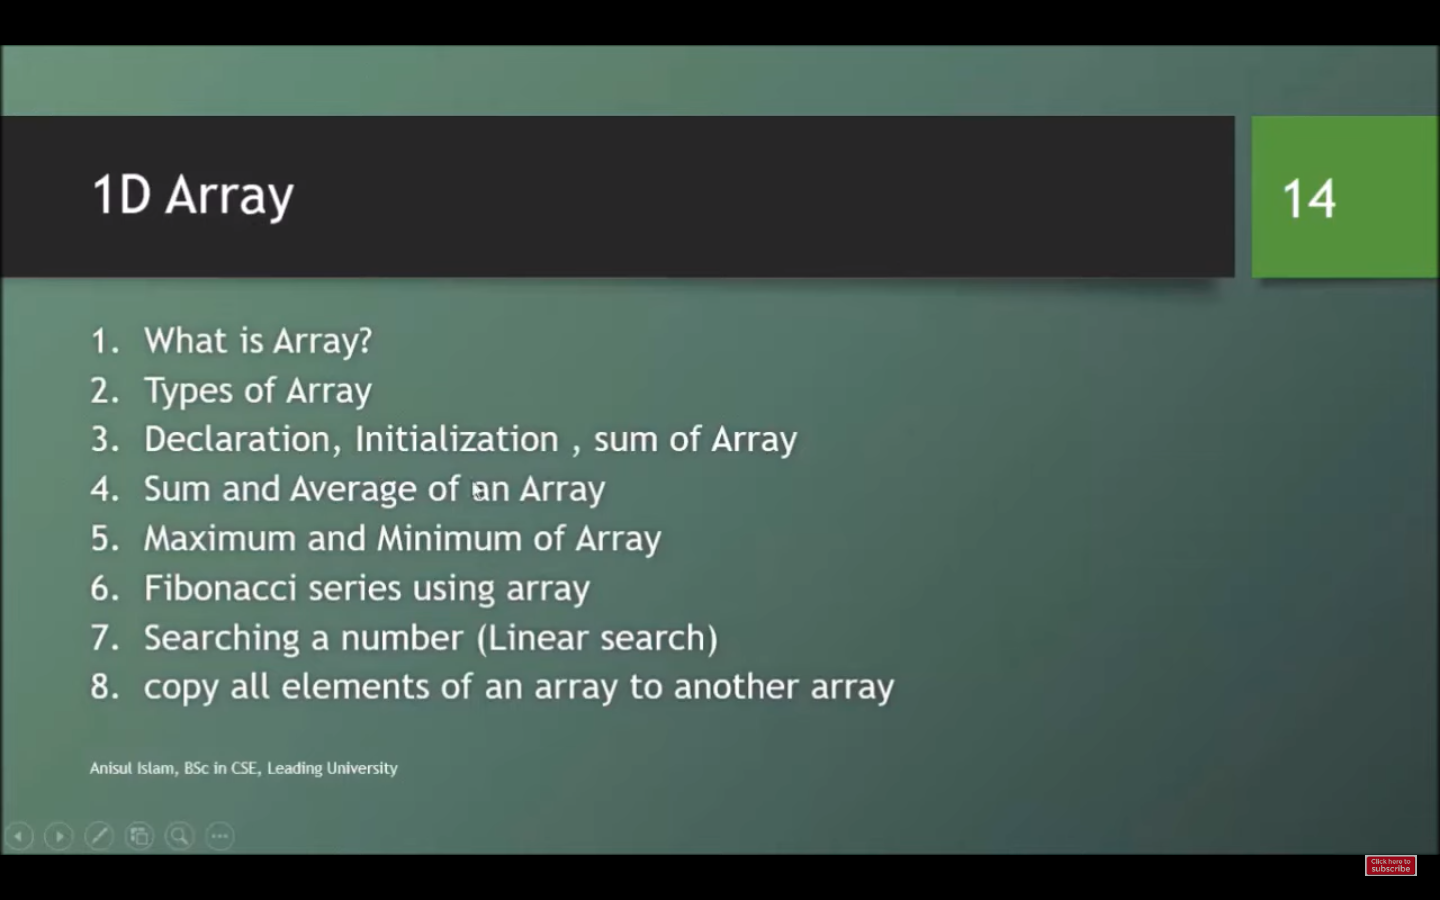 1D Array
14
1. What is Array?
2. Types of Array
3. Declaration, Initialization , sum of Array
4. Sum and Average of an Array
5. Maximum and Minimum of Array
6. Fibonacci series using array
7. Searching a number (Linear search)
8. copy all elements of an array to another array
Anisul Islam, BSc in CSE, Leading University
Click here to
subscribe